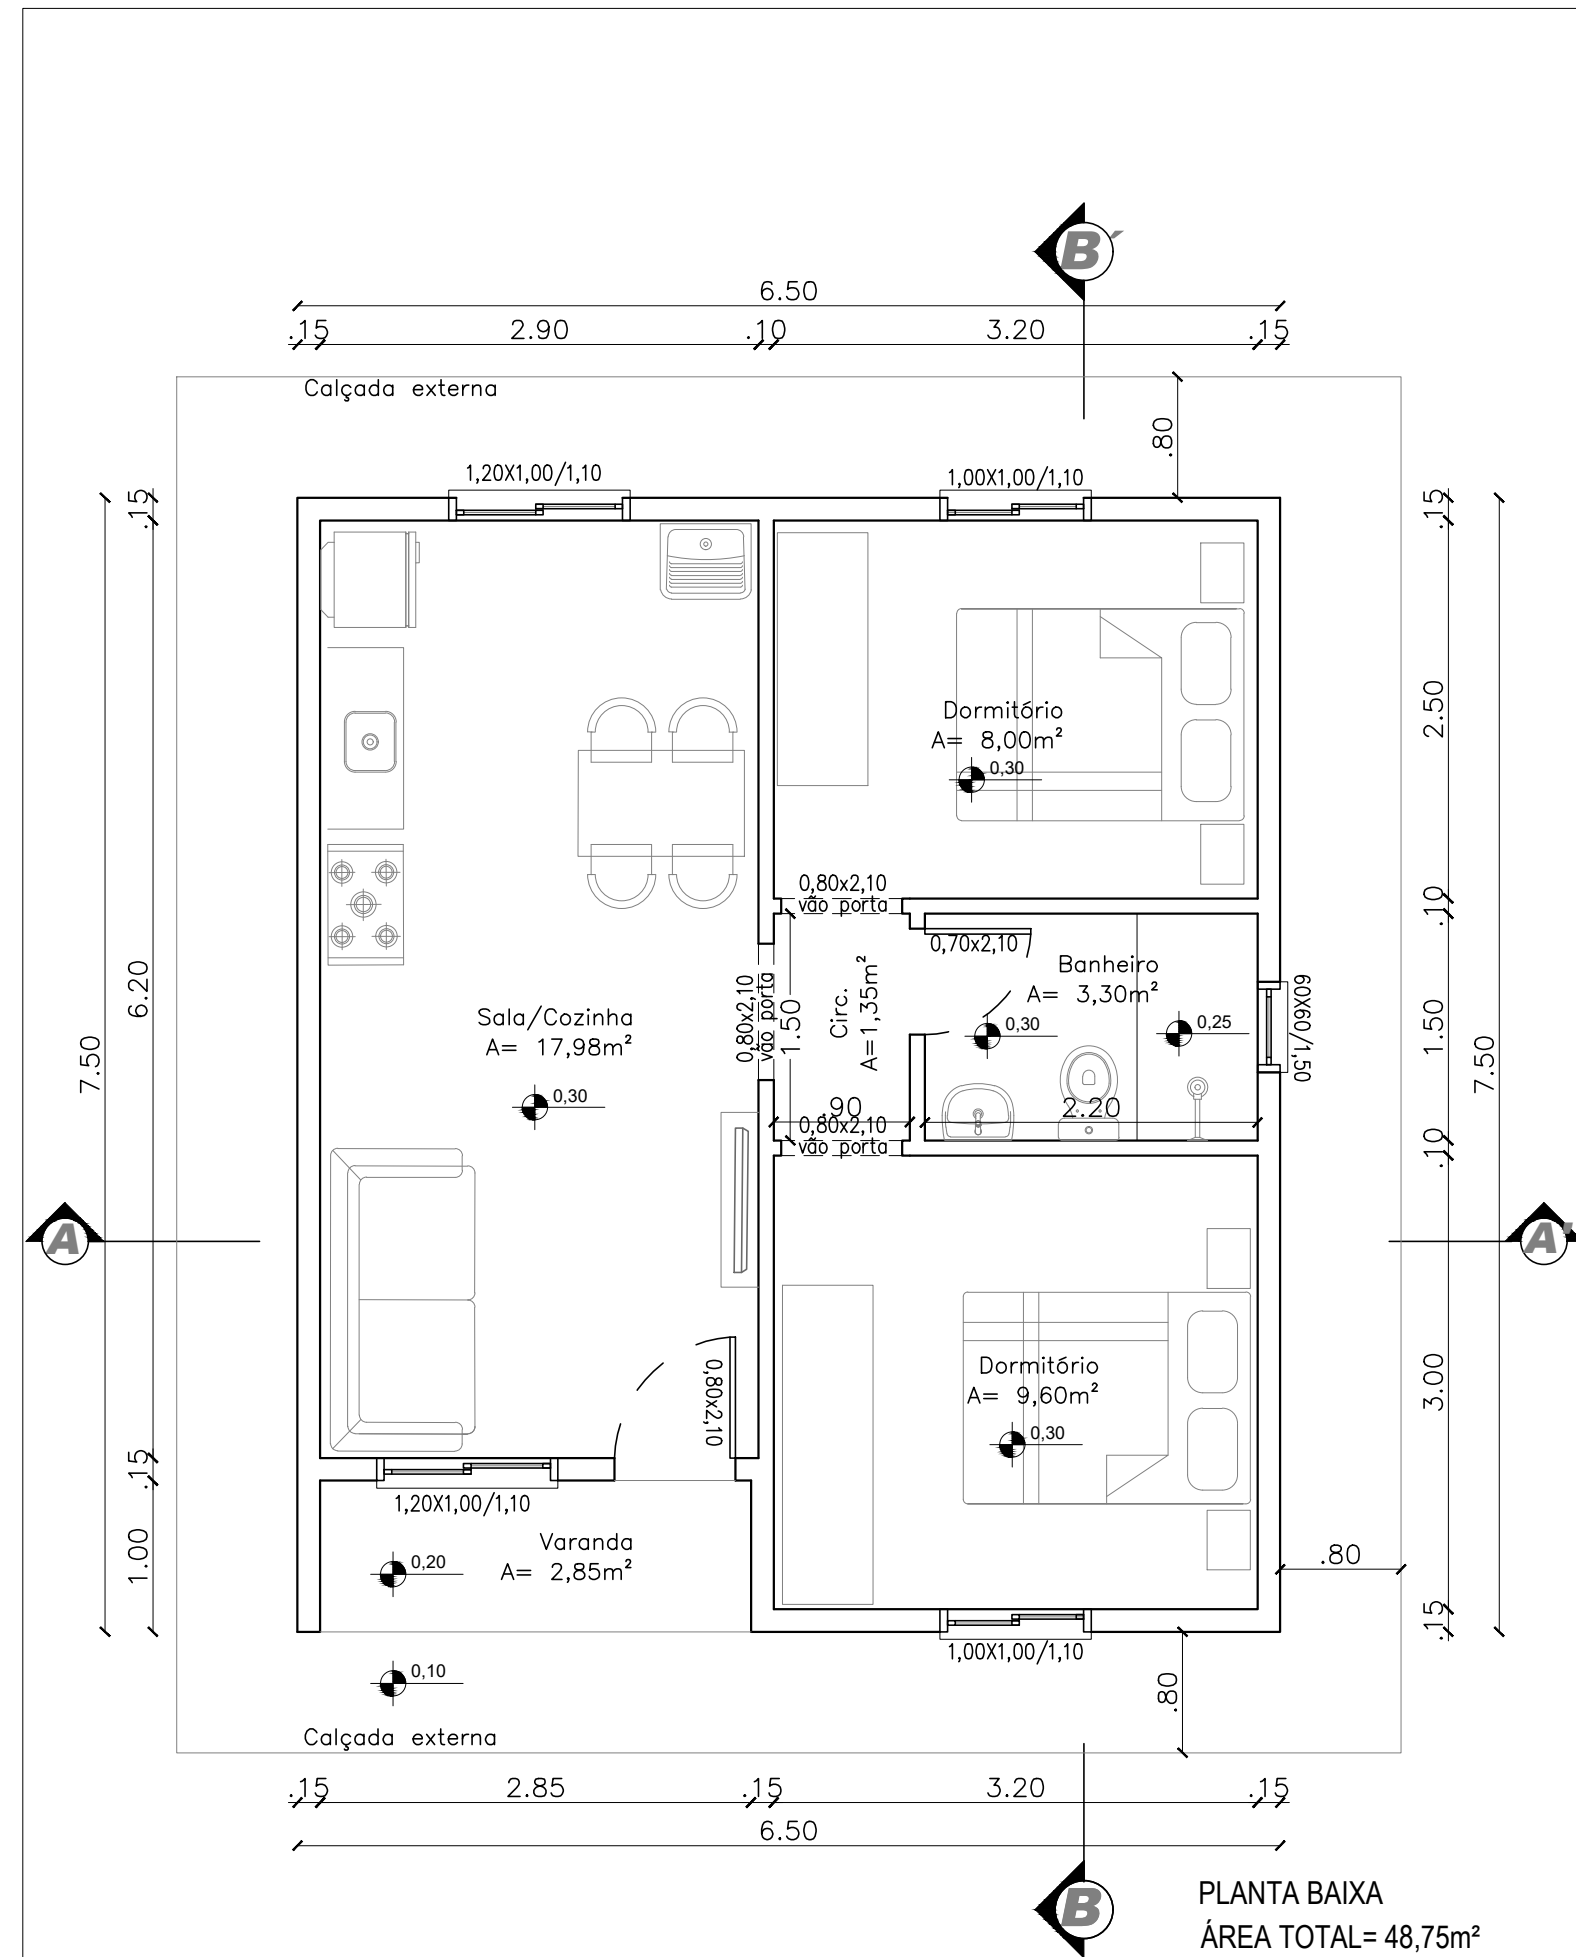 B´
6.50
.15
2.90
.10
3.20
.15
Calçada externa
.80
1,20X1,00/1,10
1,00X1,00/1,10
.15
.15
2.50
Dormitório
A= 8,00m²
0,30
0,80x2,10
vão porta
.10
0,70x2,10
Banheiro
A= 3,30m²
0,30
0,25
60X60/1,50
Circ.
A=1,35m²
0,80x2,10
vão porta
1.50
1.50
6.20
7.50
7.50
Sala/Cozinha
A= 17,98m²
0,30
.90
2.20
0,80x2,10
vão porta
.10
A
A'
3.00
Dormitório
A= 9,60m²
0,30
0,80x2,10
.15
1,20X1,00/1,10
Varanda
A= 2,85m²
0,20
1.00
.80
.15
1,00X1,00/1,10
0,10
.80
Calçada externa
.15
2.85
.15
3.20
.15
6.50
B
PLANTA BAIXA
ÁREA TOTAL= 48,75m²